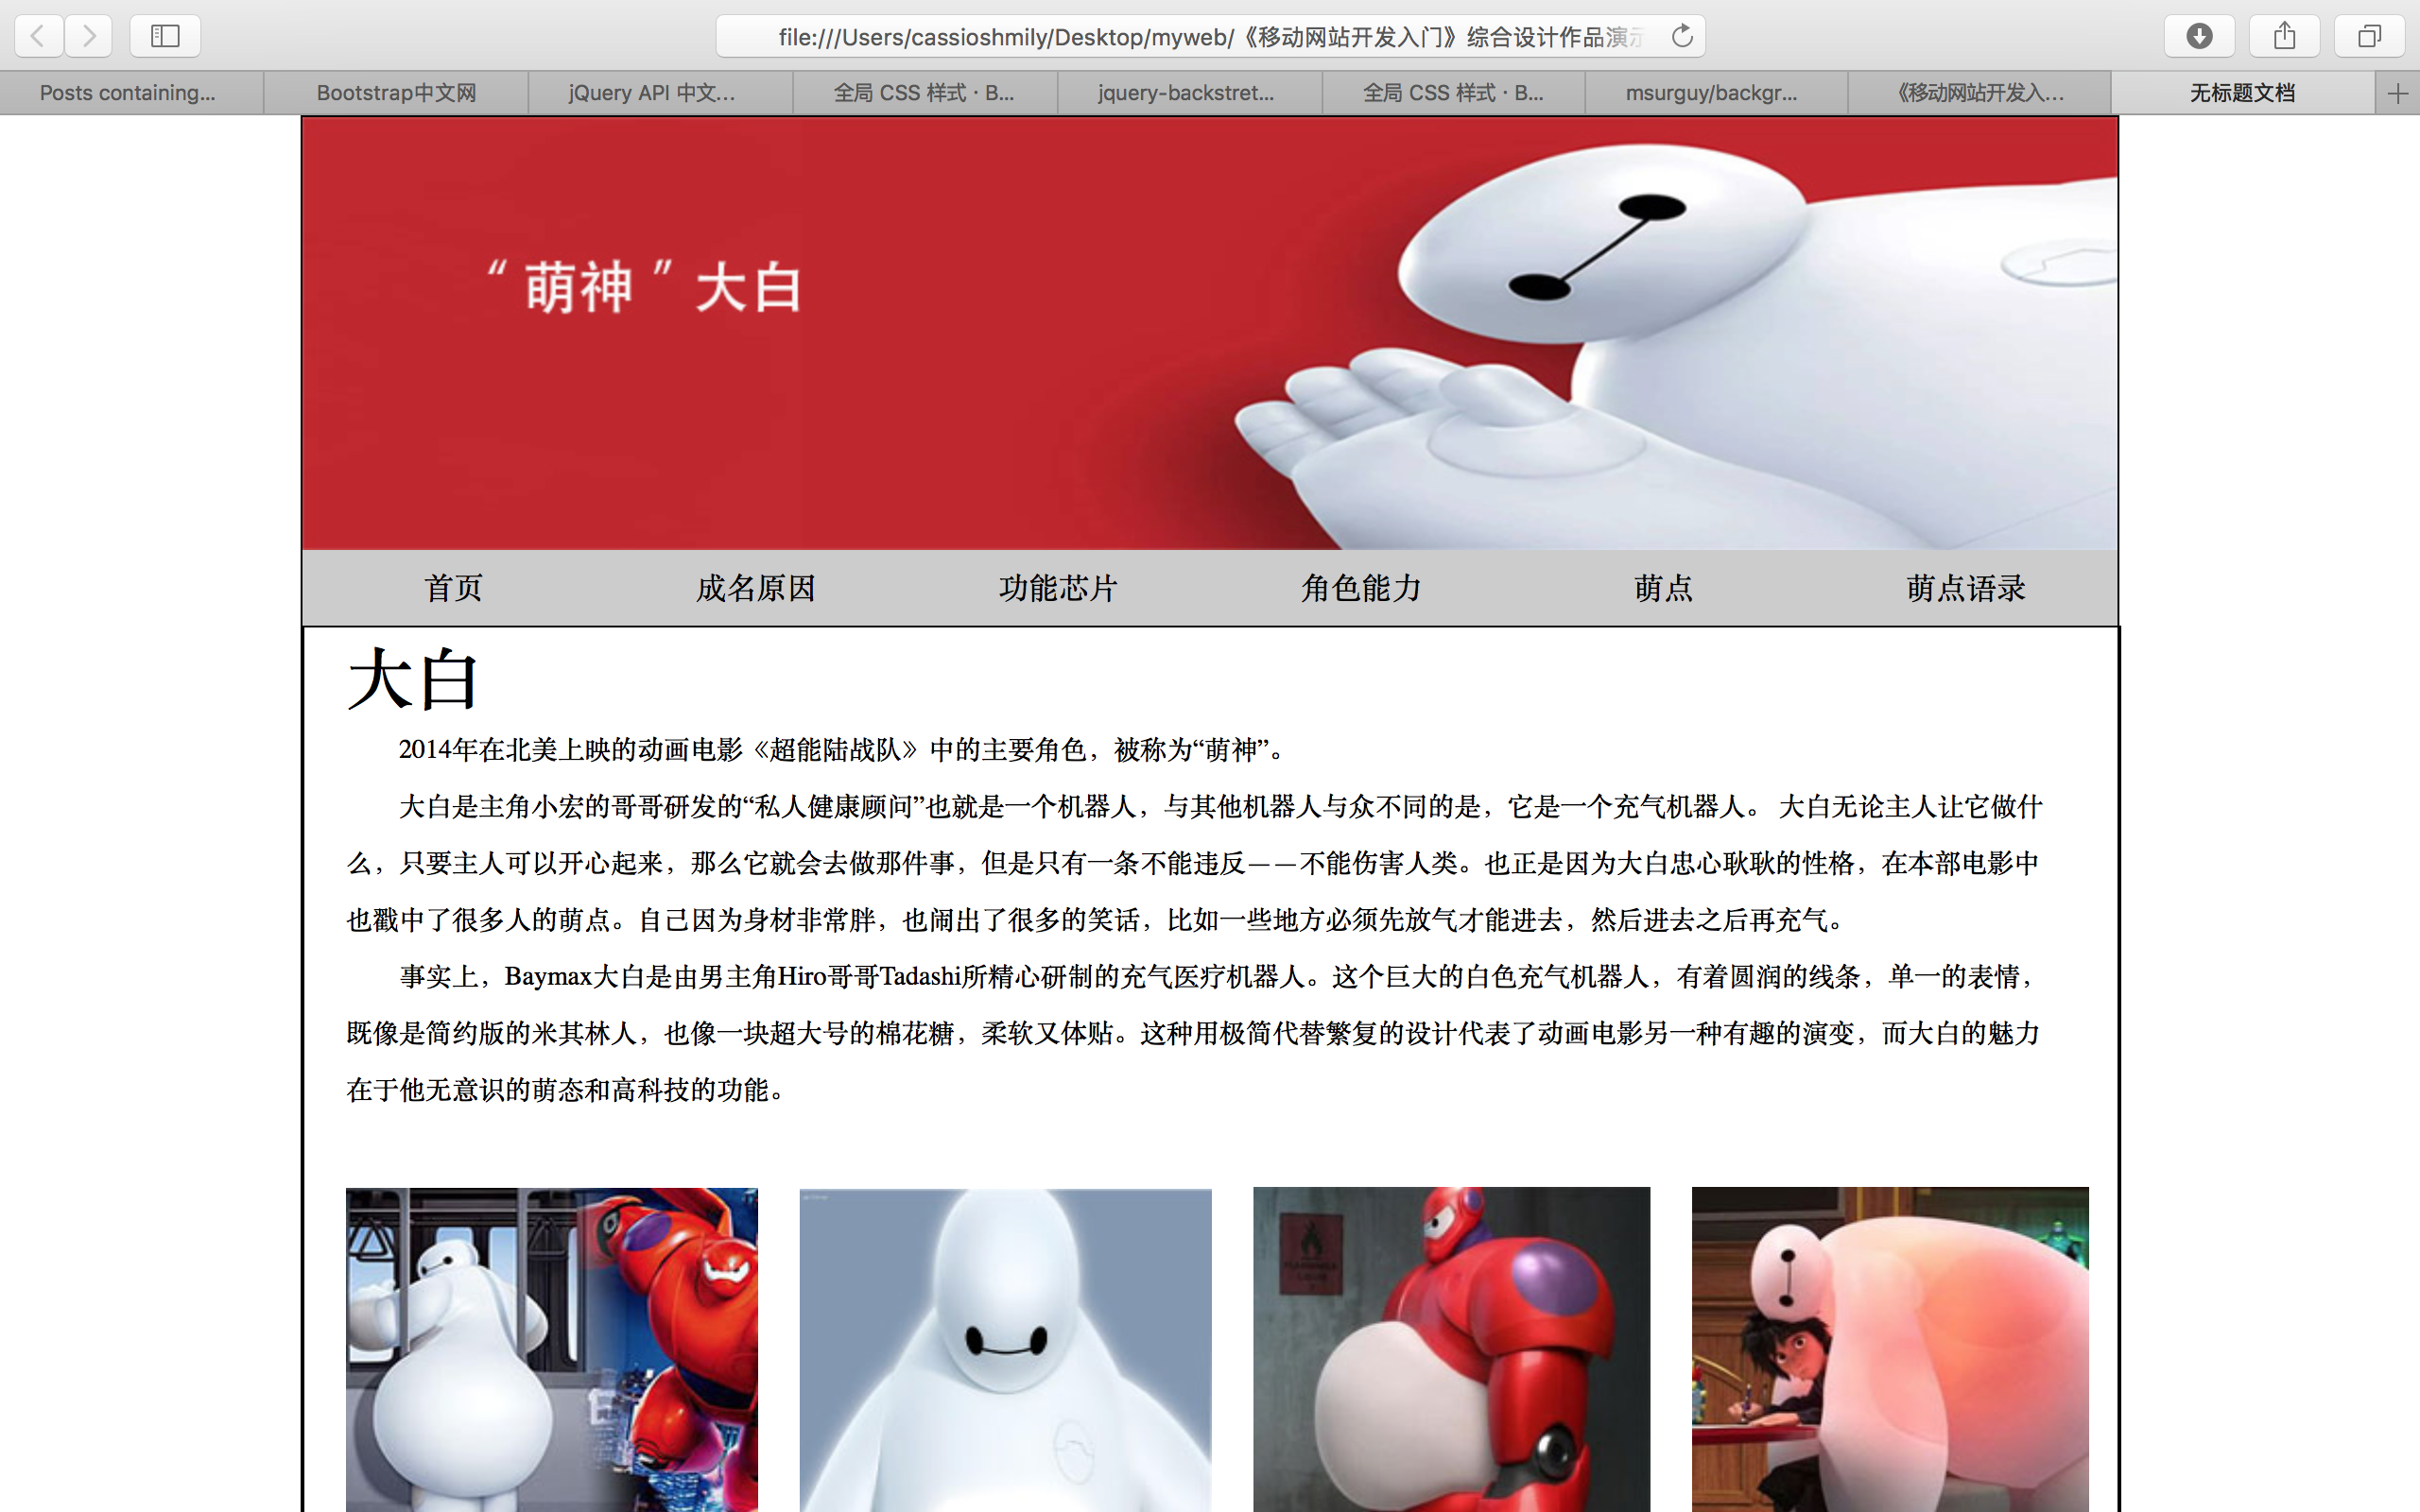 file:///Users/cassioshmily/Desktop/myweb/《移动网站开发入门》综合设计作品演示
Posts containing... Bootstrap中文网 jQuery API 中文... 全局 CSS 样式 · B... jquery-backstret... 全局 CSS 样式 · B... msurguy/backgr... 《移动网站开发入... 无标题文档
“萌神”大白
首页 成名原因 功能芯片 角色能力 萌点 萌点语录
大白
2014年在北美上映的动画电影《超能陆战队》中的主要角色，被称为“萌神”。
大白是主角小宏的哥哥研发的“私人健康顾问”也就是一个机器人，与其他机器人与众不同的是，它是一个充气机器人。 大白无论主人让它做什
么，只要主人可以开心起来，那么它就会去做那件事，但是只有一条不能违反——不能伤害人类。也正是因为大白忠心耿耿的性格，在本部电影中
也戳中了很多人的萌点。自己因为身材非常胖，也闹出了很多的笑话，比如一些地方必须先放气才能进去，然后进去之后再充气。
事实上，Baymax大白是由男主角Hiro哥哥Tadashi所精心研制的充气医疗机器人。这个巨大的白色充气机器人，有着圆润的线条，单一的表情，
既像是简约版的米其林人，也像一块超大号的棉花糖，柔软又体贴。这种用极简代替繁复的设计代表了动画电影另一种有趣的演变，而大白的魅力
在于他无意识的萌态和高科技的功能。